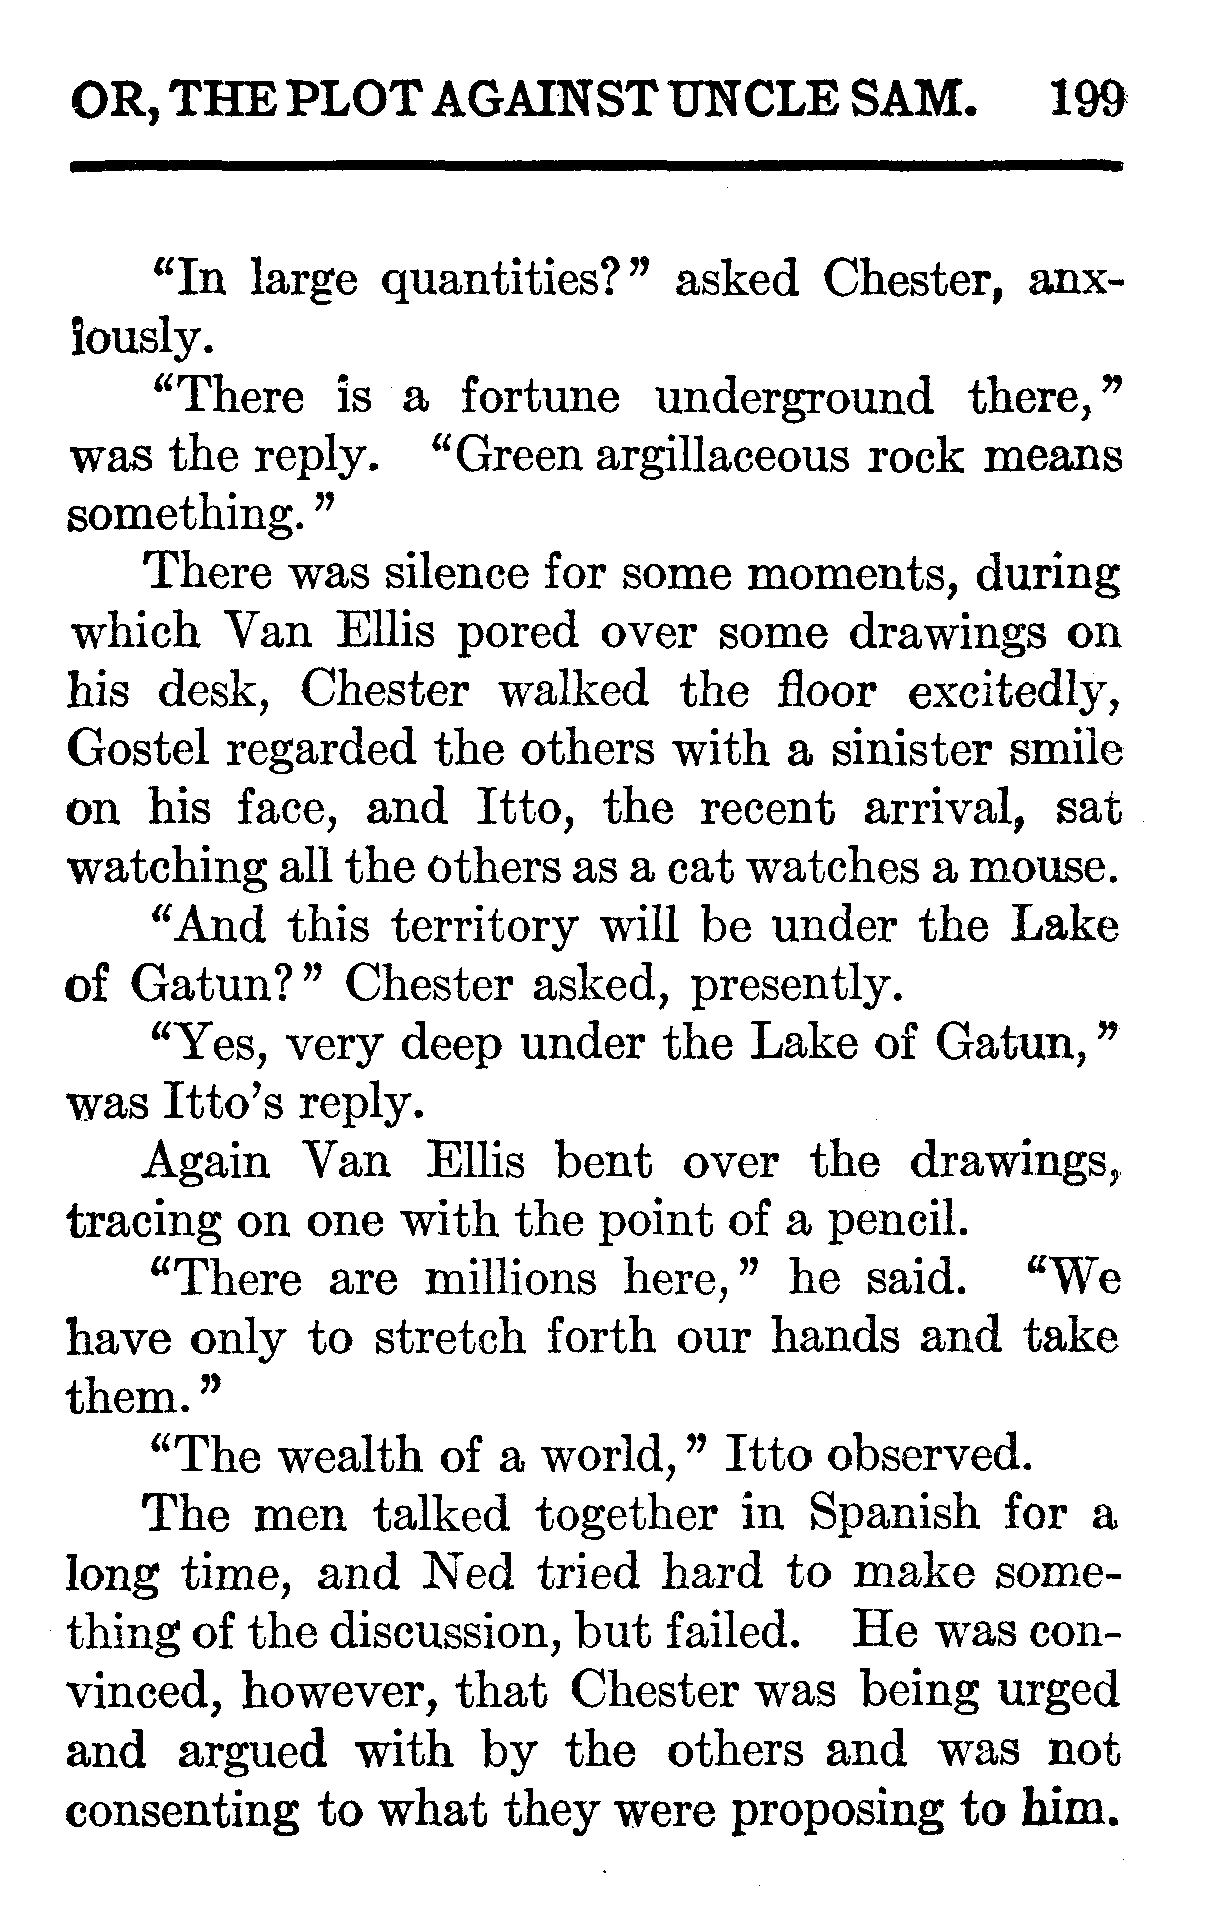 OR, THE PLOT AGAINST UNCLE SAM. 199
“In large quantities?” asked Chester, anx-
iously.
“There is a fortune underground there,”
was the reply. “Green argillaceous rock means
something.”
There was silence for some moments, during
which Van Ellis pored over some drawings on
his desk, Chester walked the floor excitedly,
Gostel regarded the others with a sinister smile
on his face, and Itto, the recent arrival, sat
watching all the others as a cat watches a mouse.
“And this territory will be under the Lake
of Gatun?” Chester asked, presently.
“Yes, very deep under the Lake of Gatun,”
was Itto’s reply.
Again Van Ellis bent over the drawings,
tracing on one with the point of a pencil.
“There are millions here,” he said. “We
have only to stretch forth our hands and take
them.”
“The wealth of a world,” Itto observed.
The men talked together in Spanish for a
long time, and Ned tried hard to make some-
thing of the discussion, but failed. He was con-
vinced, however, that Chester was being urged
and argued with by the others and was not
consenting to what they were proposing to him.